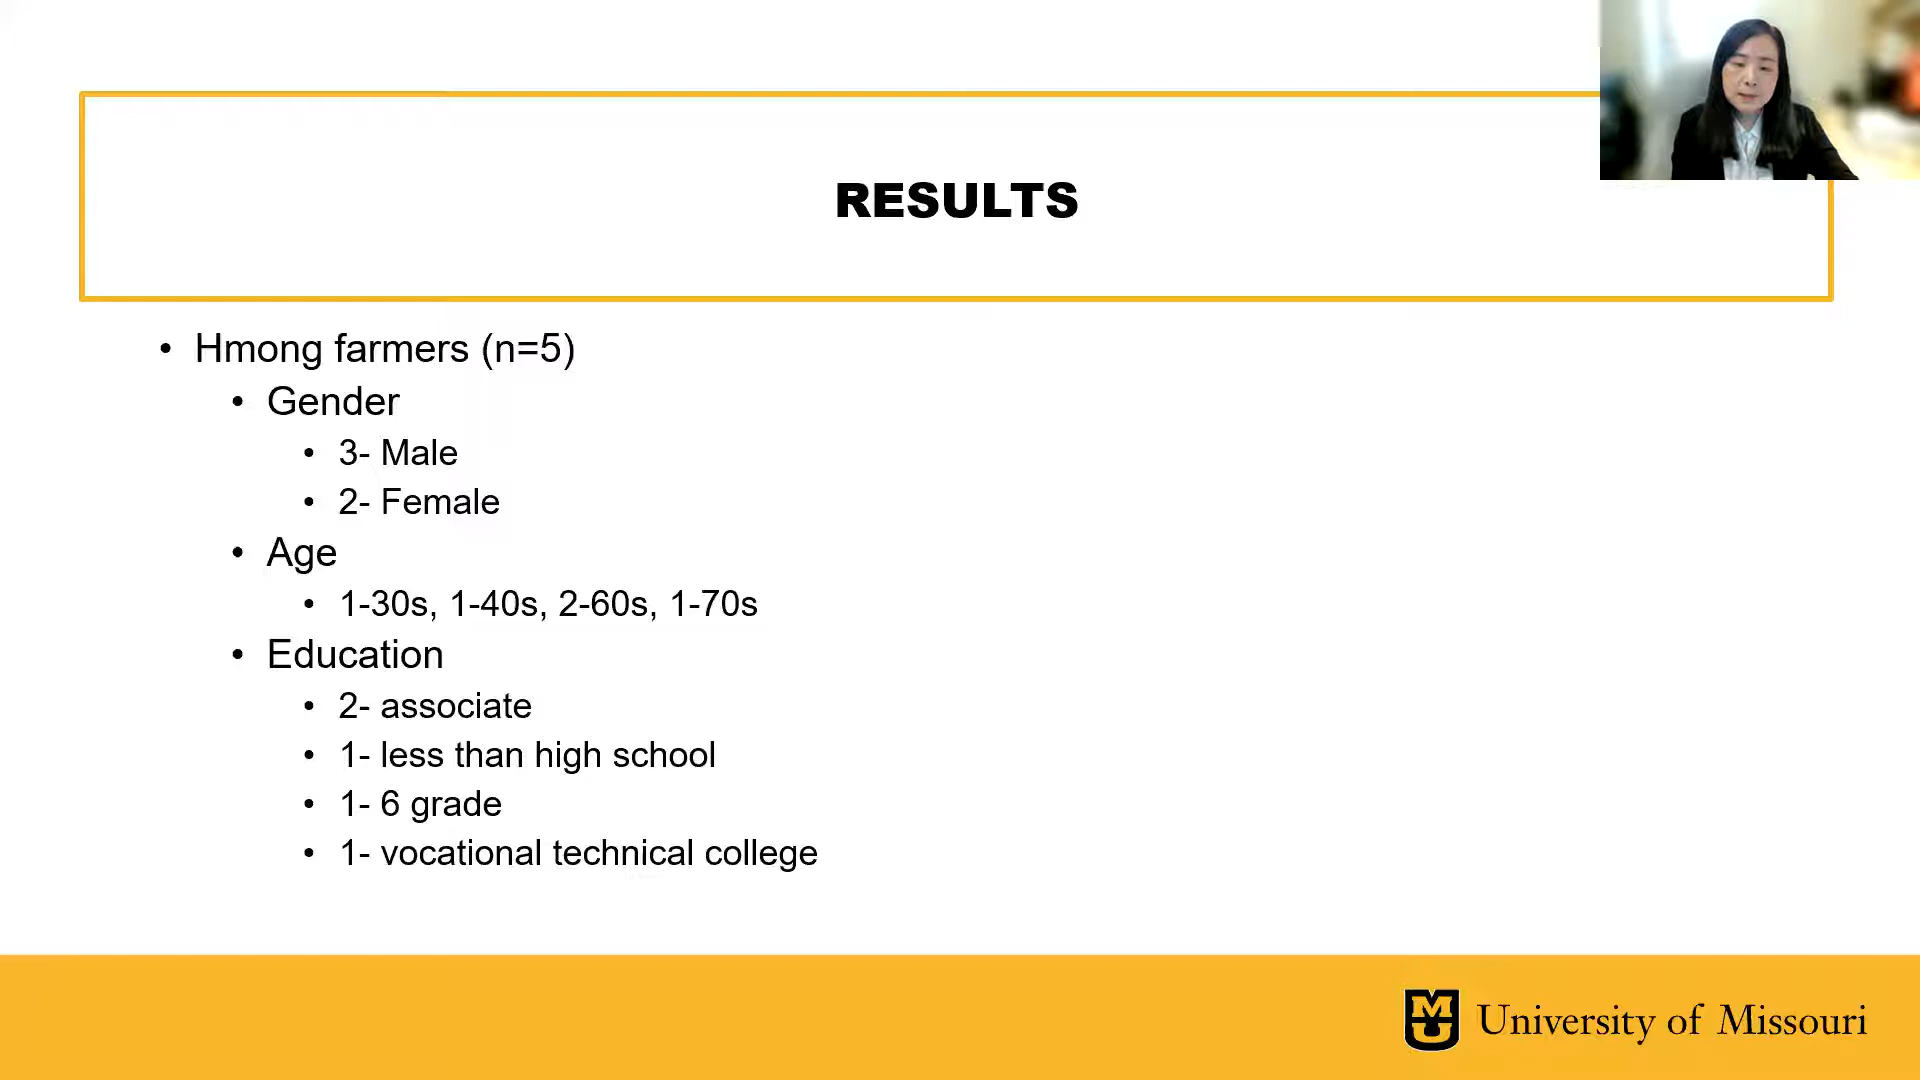 RESULTS
• Hmong farmers (n=5)
• Gender
• 3- Male
• 2- Female
• Age
• 1-30s, 1-40s, 2-60s, 1-70s
• Education
• 2- associate
• 1- less than high school
• 1- 6 grade
• 1- vocational technical college
MU University of Missouri